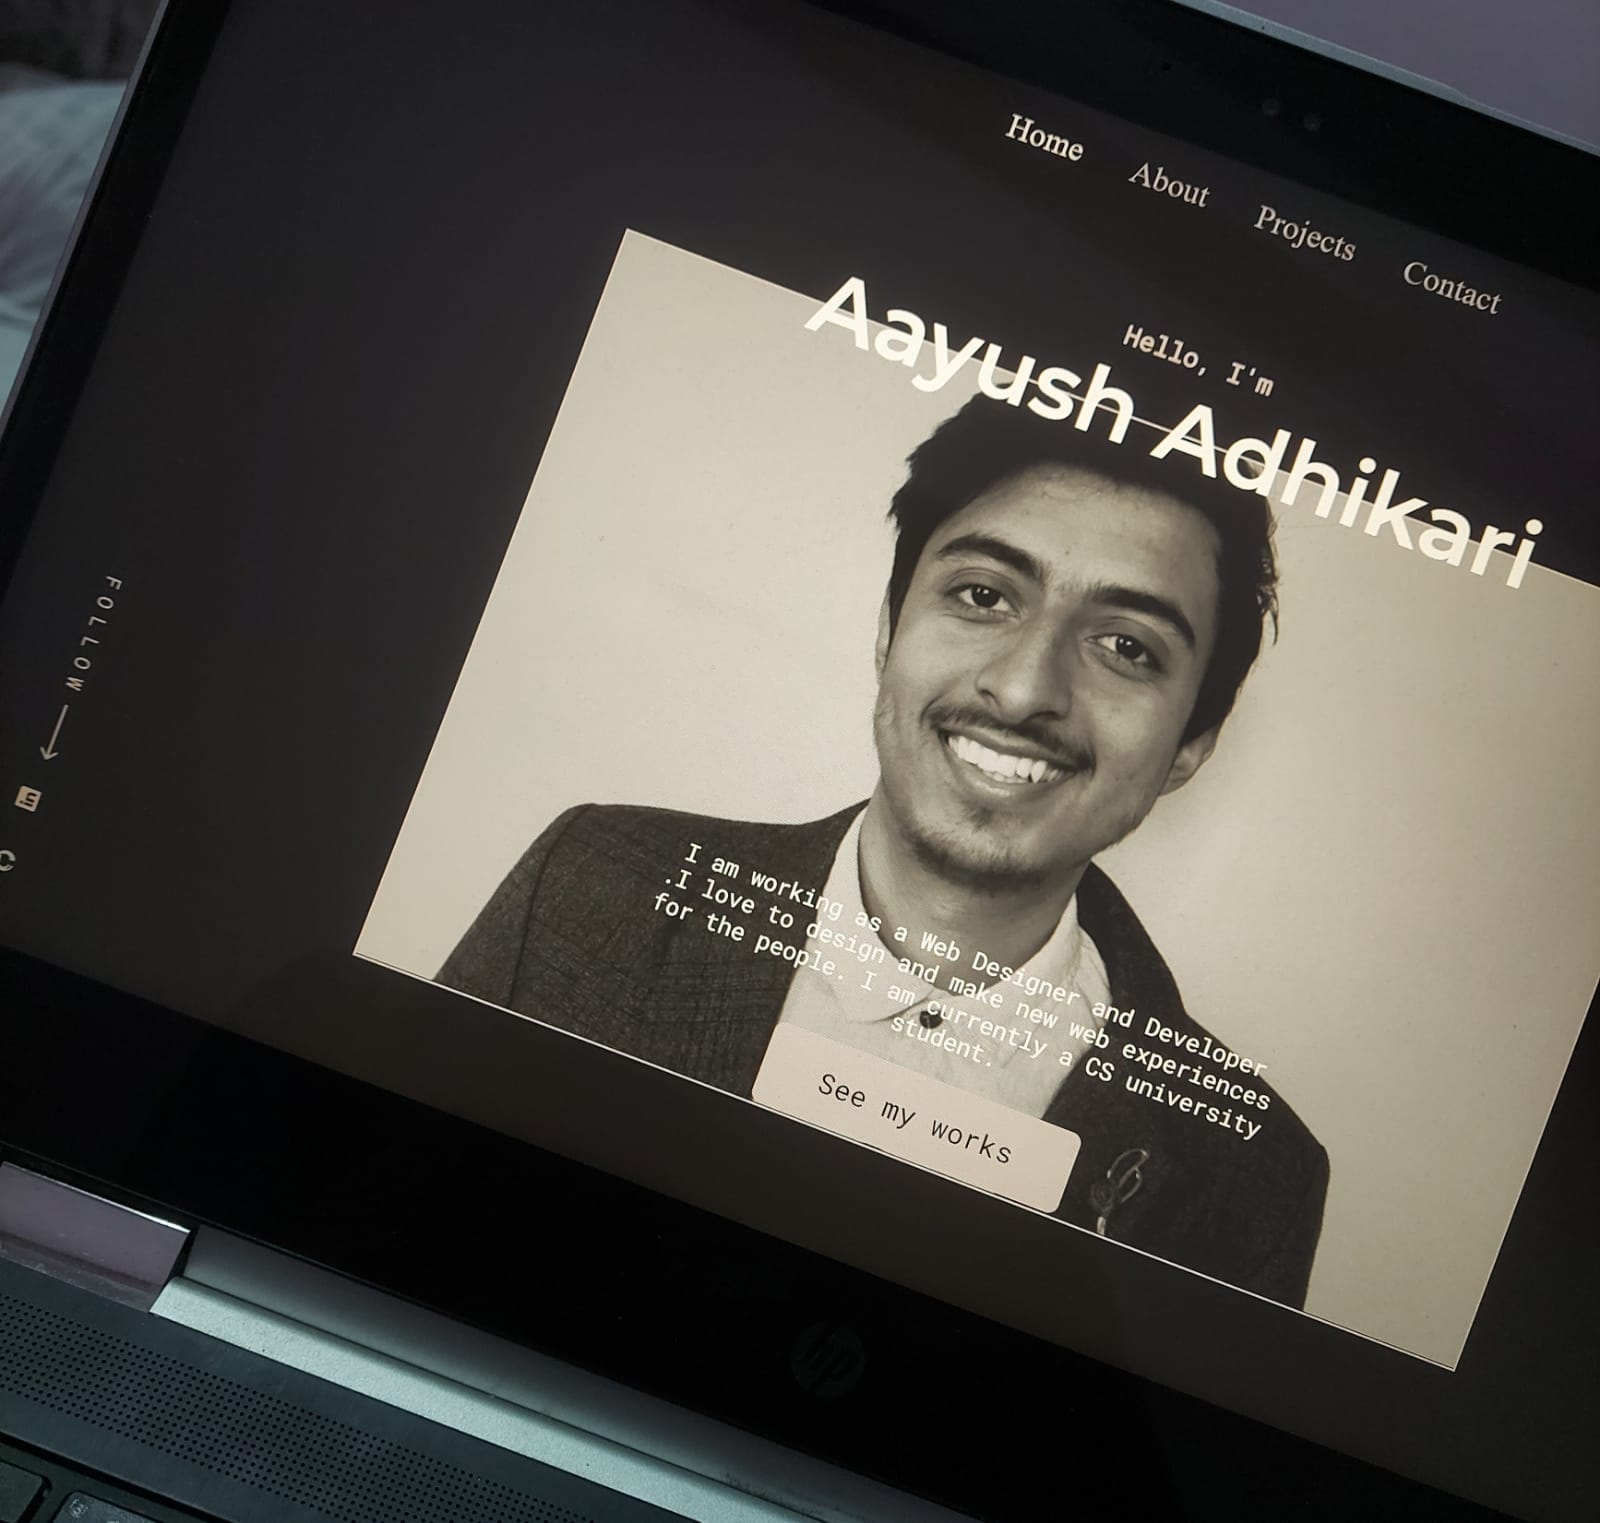 Home
About
Projects
Contact
Hello, I'm
Aayush Adhikari
I am working as a Web Designer and Developer
.I love to design and make new web experiences
for the people. I am currently a CS university
student.
See my works
FOLLOW
in
hp